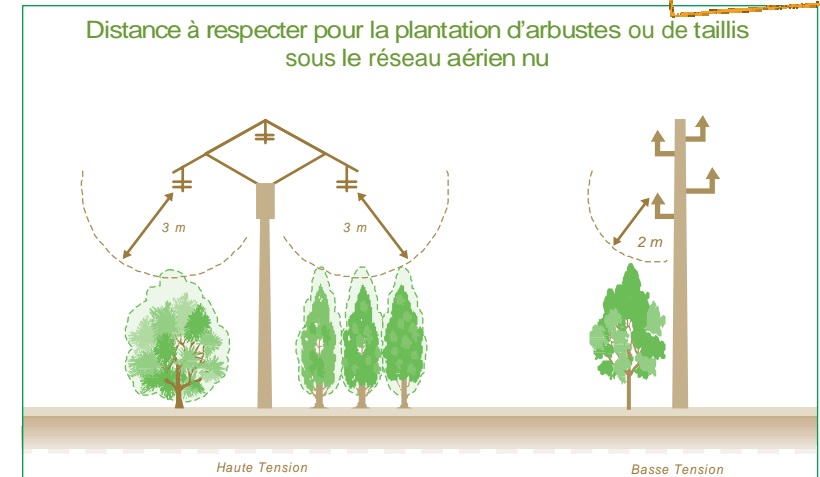 Distance à respecter pour la plantation d'arbustes ou de taillis
sous le réseau aérien nu
3 m
3 m
2 m
Haute Tension
Basse Tension